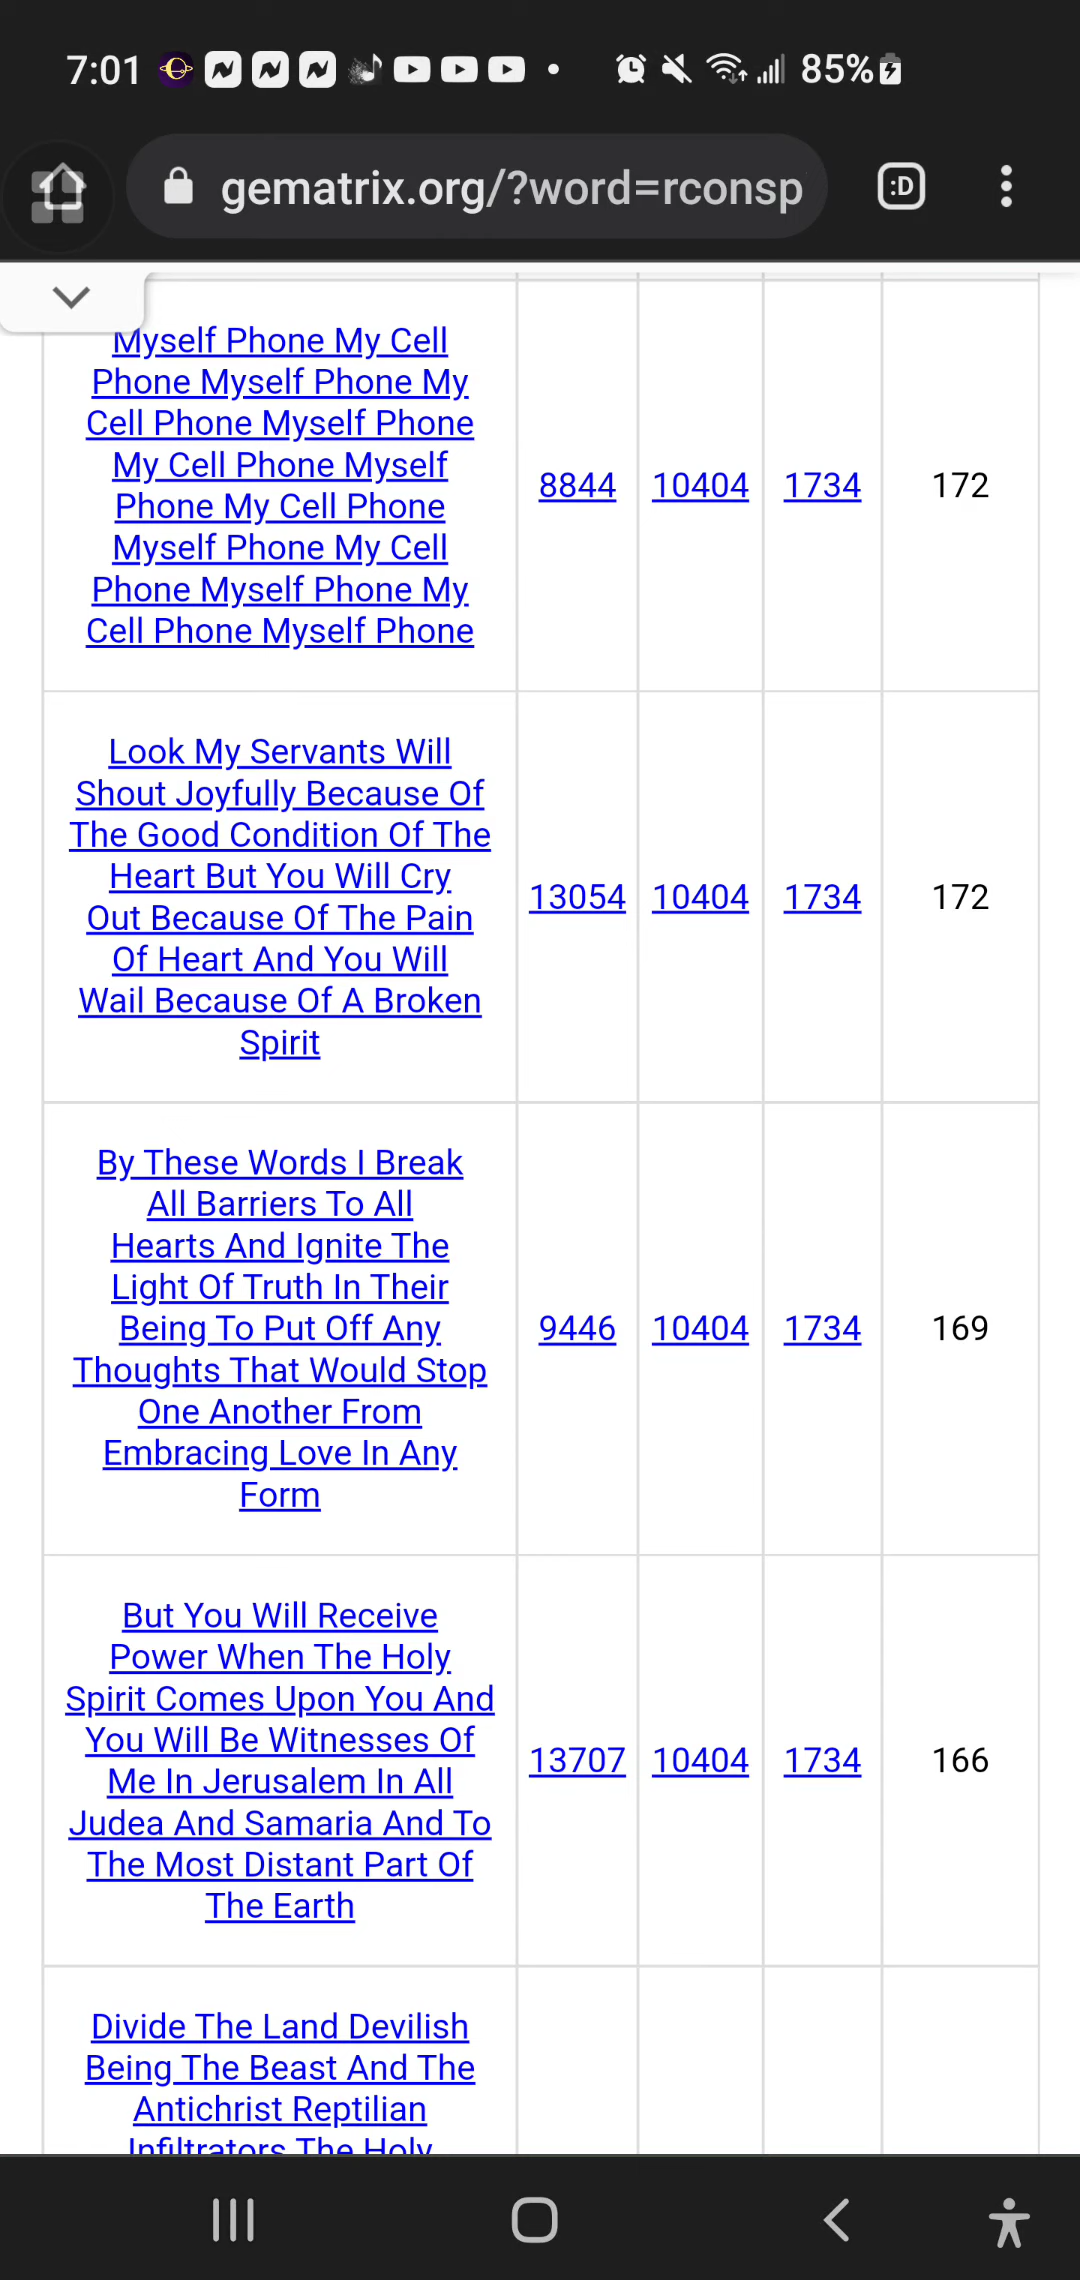 7:01
85%
gematrix.org/?word=rconsp
:D
Myself Phone My Cell
Phone Myself Phone My
Cell Phone Myself Phone
My Cell Phone Myself
Phone My Cell Phone
Myself Phone My Cell
Phone Myself Phone My
Cell Phone Myself Phone
8844 10404 1734 172
Look My Servants Will
Shout Joyfully Because Of
The Good Condition Of The
Heart But You Will Cry
Out Because Of The Pain
Of Heart And You Will
Wail Because Of A Broken
Spirit
13054 10404 1734 172
By These Words I Break
All Barriers To All
Hearts And Ignite The
Light Of Truth In Their
Being To Put Off Any
Thoughts That Would Stop
One Another From
Embracing Love In Any
Form
9446 10404 1734 169
But You Will Receive
Power When The Holy
Spirit Comes Upon You And
You Will Be Witnesses Of
Me In Jerusalem In All
Judea And Samaria And To
The Most Distant Part Of
The Earth
13707 10404 1734 166
Divide The Land Devilish
Being The Beast And The
Antichrist Reptilian
Infiltrators The Holy